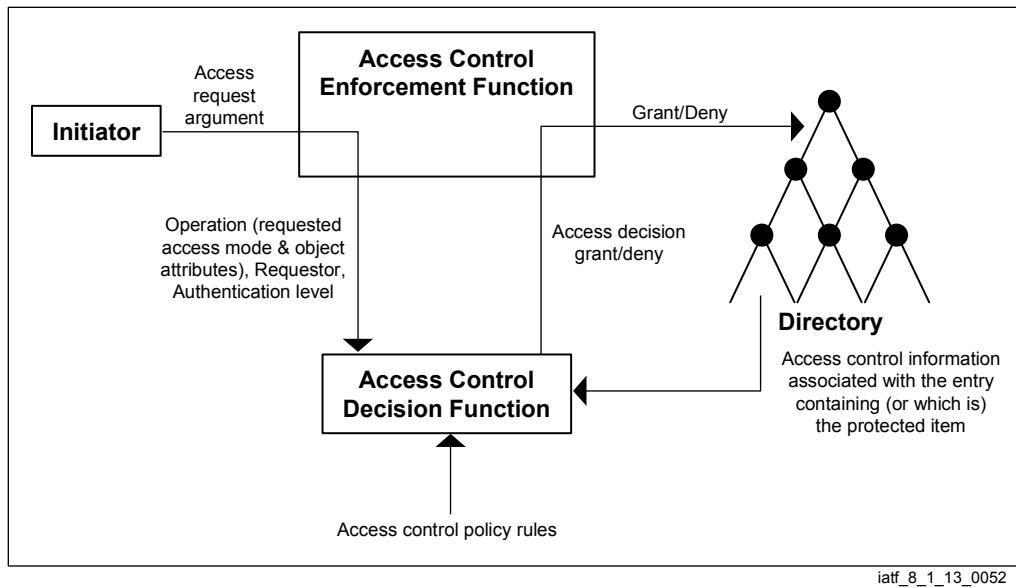 Access Control
Enforcement Function
Access
request
argument
Initiator
Grant/Deny
Operation (requested
access mode & object
attributes), Requestor,
Authentication level
Access decision
grant/deny
Directory
Access control information
associated with the entry
containing (or which is)
the protected item
Access Control
Decision Function
Access control policy rules
iatf_8_1_13_0052